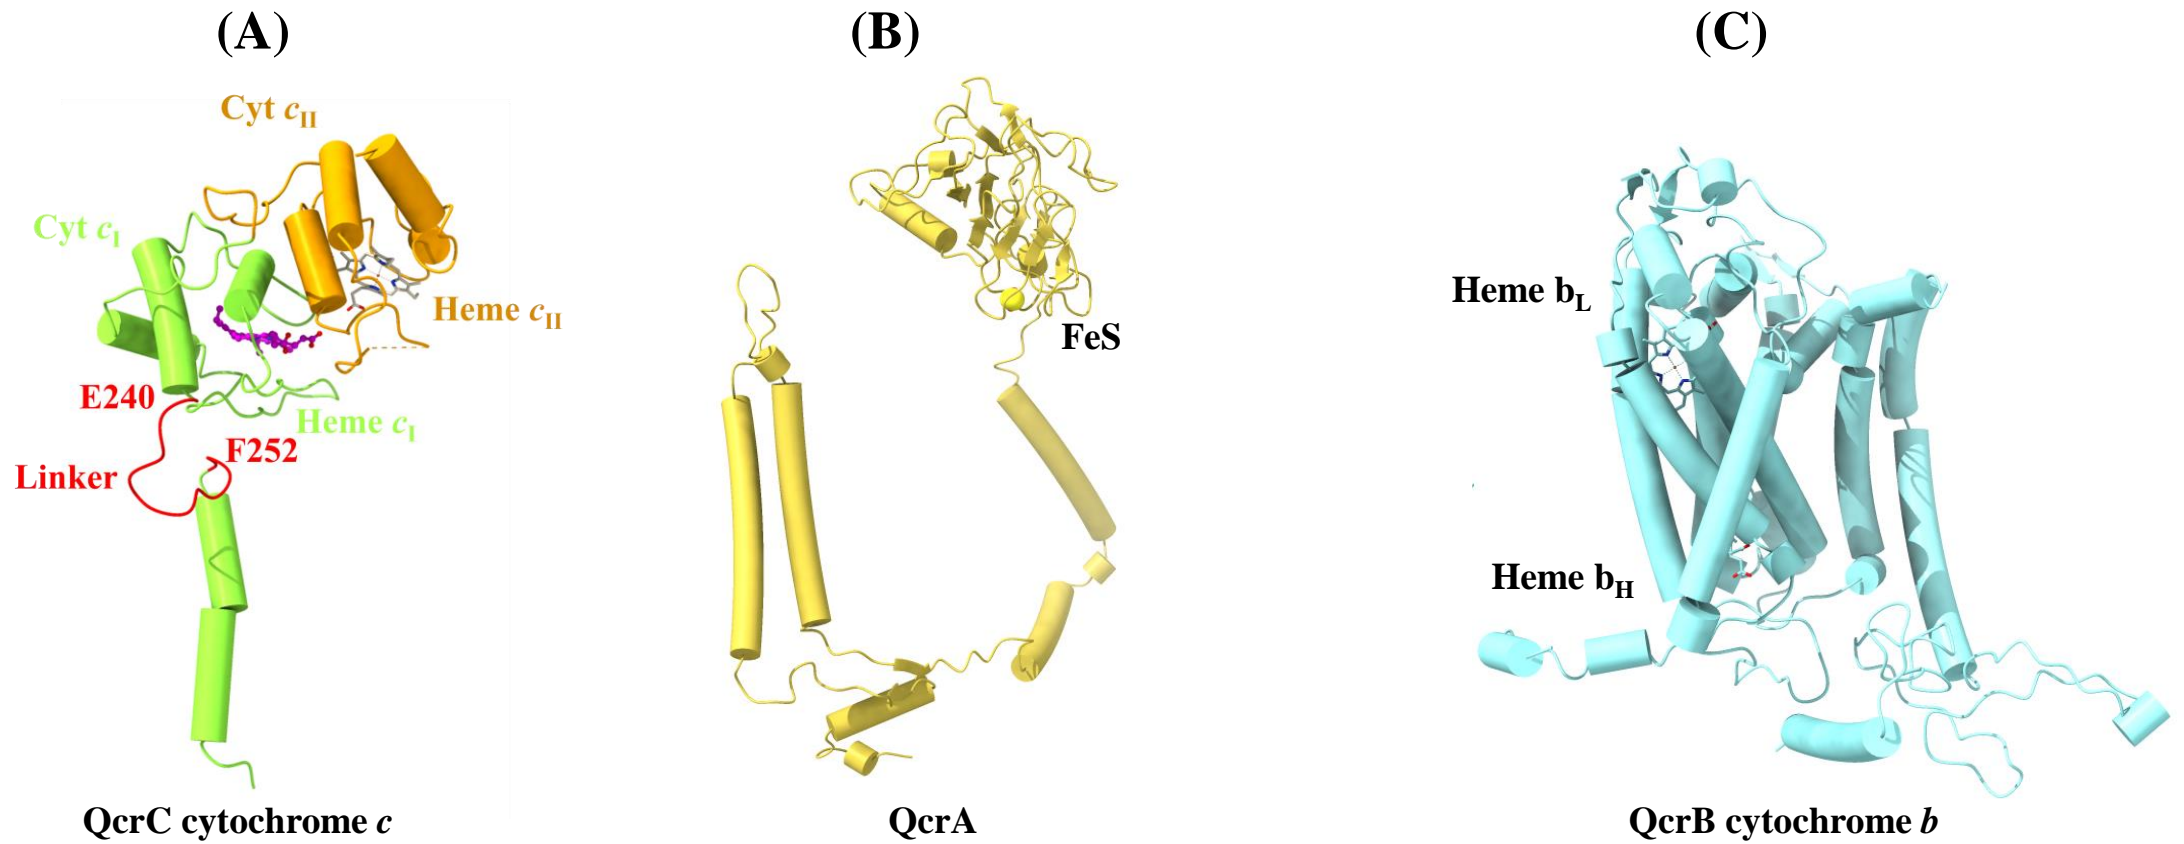 (A)
(B)
(C)
Cyt cII
Cyt cI
Heme cII
E240
Heme cI
F252
Linker
FeS
Heme bL
Heme bH
QcrC cytochrome c
QcrA
QcrB cytochrome b